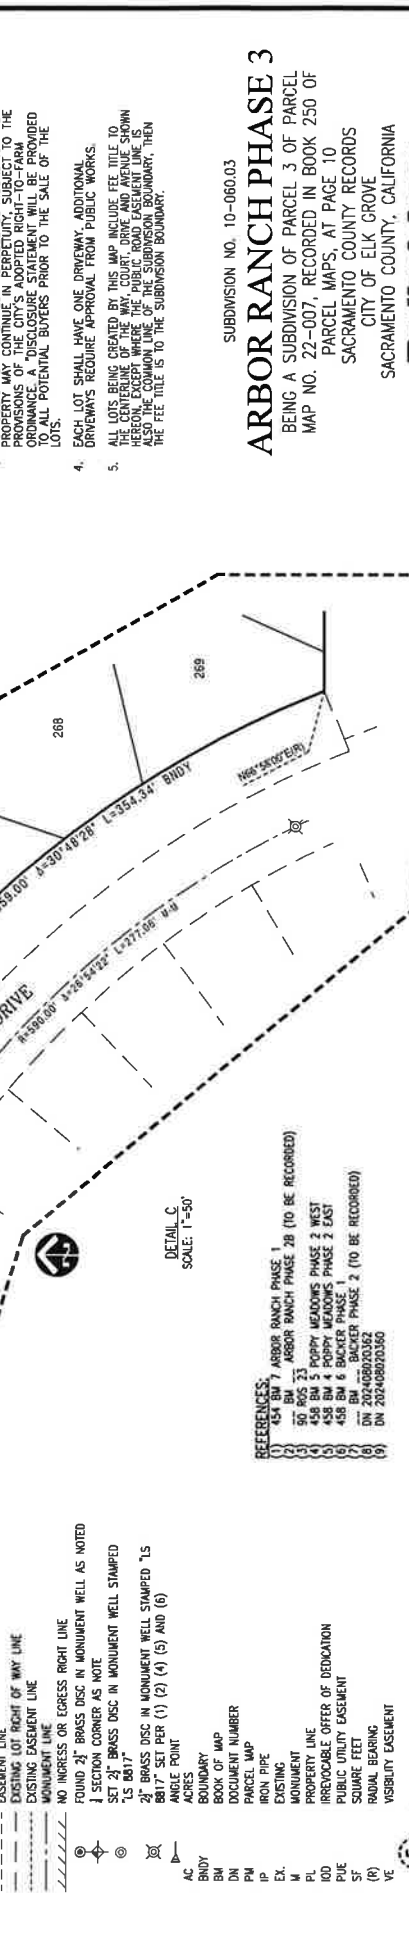 PROPERTY MAY CONTINUE IN PERPETUITY, SUBJECT TO THE
PROVISIONS OF THE CITY'S ADOPTED RIGHT-TO-FARM
ORDINANCE. A "DISCLOSURE STATEMENT WILL BE PROVIDED
TO ALL POTENTIAL BUYERS PRIOR TO THE SALE OF THE
LOTS.
4. EACH LOT SHALL HAVE ONE DRIVEWAY. ADDITIONAL
DRIVEWAYS REQUIRE APPROVAL FROM PUBLIC WORKS.
5. ALL LOTS BEING CREATED BY THIS MAP INCLUDE FEE TITLE TO
THE CENTERLINE OF THE WAY, COURT, DRIVE AND AVENUE SHOWN
HEREON, EXCEPT WHERE THE PUBLIC ROAD EASEMENT LINE IS
ALSO THE COMMON LINE OF THE SUBDIVISION BOUNDARY, THEN
THE FEE TITLE IS TO THE SUBDIVISION BOUNDARY.
SUBDIVISION NO. 10-060.03
ARBOR RANCH PHASE 3
BEING A SUBDIVISION OF PARCEL 3 OF PARCEL
MAP NO. 22-007, RECORDED IN BOOK 250 OF
PARCEL MAPS, AT PAGE 10
SACRAMENTO COUNTY RECORDS
CITY OF ELK GROVE
SACRAMENTO COUNTY, CALIFORNIA
268
269
59.00' Δ=30°48'28" L=354.34' BNDY
N66°58'00"E(R)
DRIVE
R=590.00' Δ=26°54'22" L=277.06' M-M
DETAIL C
SCALE: 1"=50'
REFERENCES:
(1) 454 BM 7 ARBOR RANCH PHASE 1
(2) __ BM __ ARBOR RANCH PHASE 2B (TO BE RECORDED)
(3) 90 ROS 23
(4) 458 BM 5 POPPY MEADOWS PHASE 2 WEST
(5) 458 BM 4 POPPY MEADOWS PHASE 2 EAST
(6) 458 BM 6 BACKER PHASE 1
(7) __ BM __ BACKER PHASE 2 (TO BE RECORDED)
(8) DN 202408020362
(9) DN 202408020360
EASEMENT LINE
EXISTING LOT RIGHT OF WAY LINE
EXISTING EASEMENT LINE
MONUMENT LINE
NO INGRESS OR EGRESS RIGHT LINE
FOUND 2½" BRASS DISC IN MONUMENT WELL AS NOTED
¼ SECTION CORNER AS NOTE
SET 2½" BRASS DISC IN MONUMENT WELL STAMPED
"LS 8817"
2½" BRASS DISC IN MONUMENT WELL STAMPED "LS
8817" SET PER (1) (2) (4) (5) AND (6)
ANGLE POINT
AC ACRES
BNDY BOUNDARY
BM BOOK OF MAP
DN DOCUMENT NUMBER
PM PARCEL MAP
IP IRON PIPE
EX. EXISTING
M MONUMENT
PL PROPERTY LINE
IOD IRREVOCABLE OFFER OF DEDICATION
PUE PUBLIC UTILITY EASEMENT
SF SQUARE FEET
(R) RADIAL BEARING
VE VISIBILITY EASEMENT